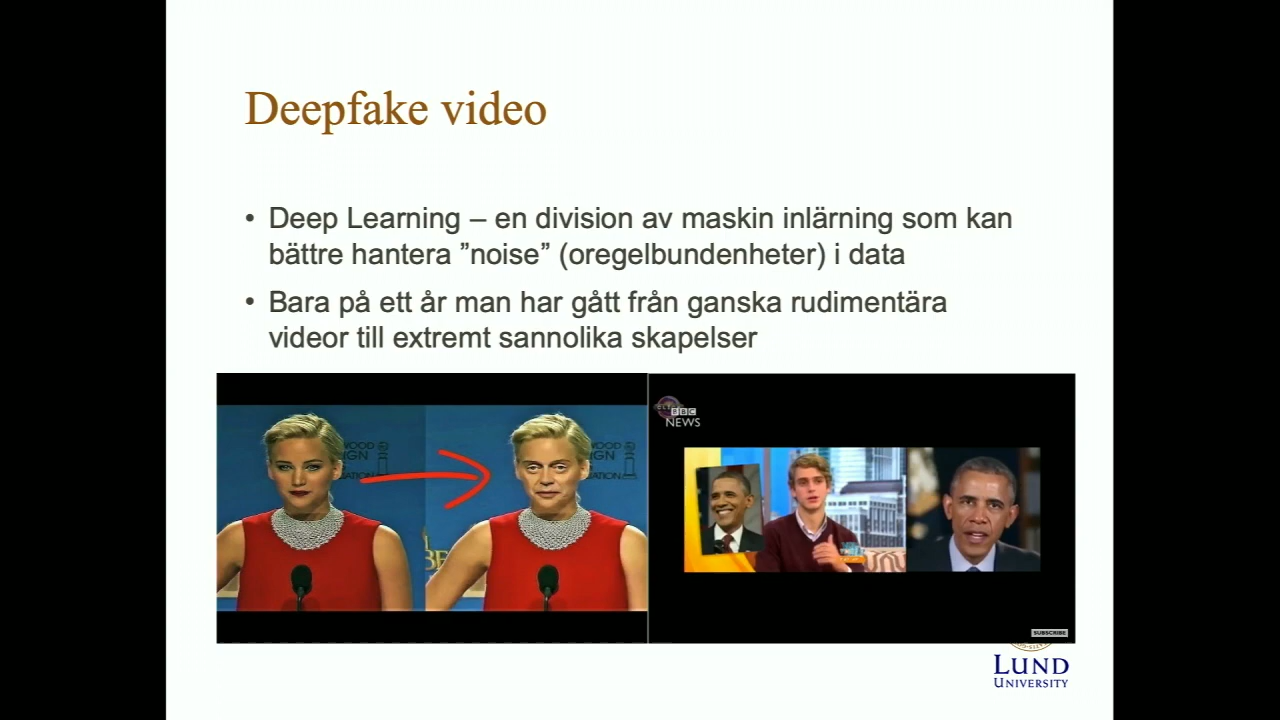 Deepfake video
• Deep Learning – en division av maskin inlärning som kan
bättre hantera ”noise” (oregelbundenheter) i data
• Bara på ett år man har gått från ganska rudimentära
videor till extremt sannolika skapelser
BBC
NEWS
SUBSCRIBE
LUND
UNIVERSITY